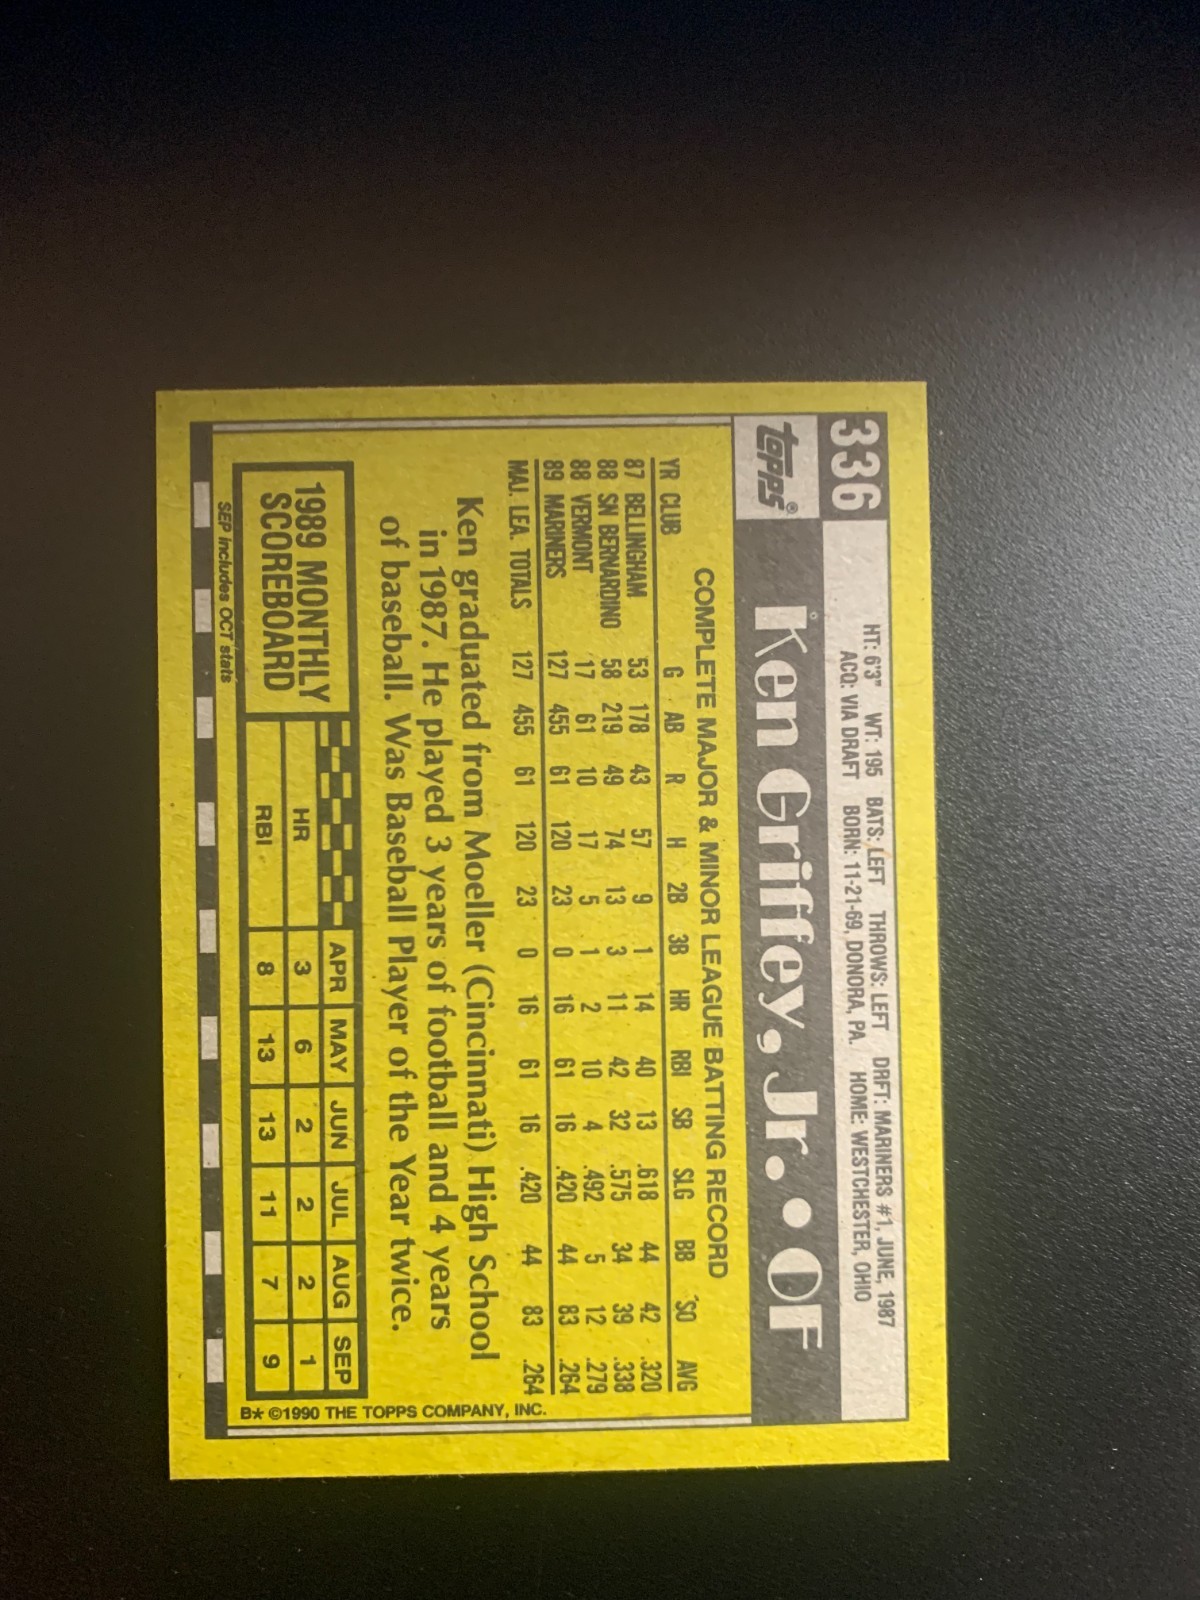 336
HT: 6'3" WT: 195 BATS: LEFT THROWS: LEFT DRFT: MARINERS #1, JUNE, 1987
ACQ: VIA DRAFT BORN: 11-21-69, DONORA, PA. HOME: WESTCHESTER, OHIO
topps®
Ken Griffey, Jr. • OF
COMPLETE MAJOR & MINOR LEAGUE BATTING RECORD
YR CLUB G AB R H 2B 3B HR RBI SB SLG BB SO AVG
87 BELLINGHAM 53 178 43 57 9 1 14 40 13 .618 44 42 .320
88 SN BERNARDINO 58 219 49 74 13 3 11 42 32 .575 34 39 .338
88 VERMONT 17 61 10 17 5 1 2 10 4 .492 5 12 .279
89 MARINERS 127 455 61 120 23 0 16 61 16 .420 44 83 .264
MAJ. LEA. TOTALS 127 455 61 120 23 0 16 61 16 .420 44 83 .264
Ken graduated from Moeller (Cincinnati) High School
in 1987. He played 3 years of football and 4 years
of baseball. Was Baseball Player of the Year twice.
1989 MONTHLY
SCOREBOARD
APR MAY JUN JUL AUG SEP
HR 3 6 2 2 2 1
RBI 8 13 13 11 7 9
SEP includes OCT stats
B* ©1990 THE TOPPS COMPANY, INC.